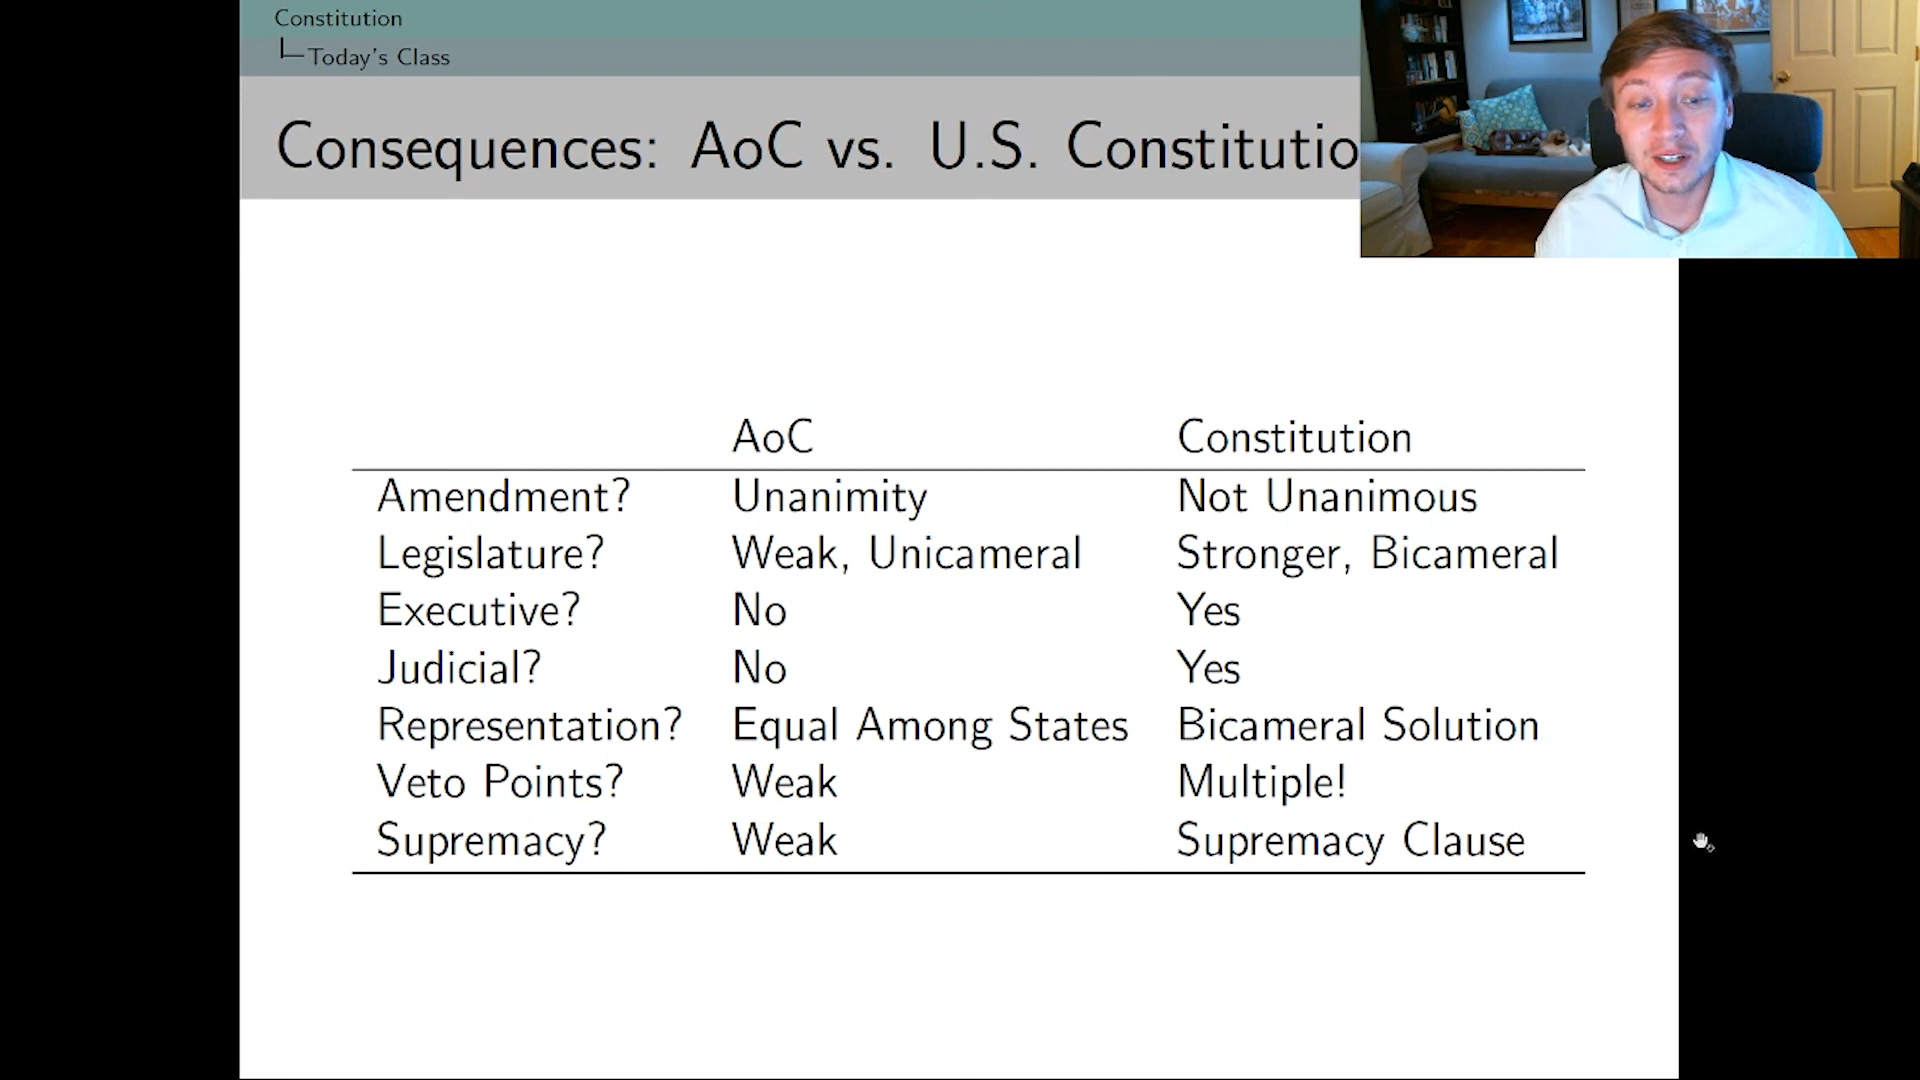 Constitution
Today's Class
Consequences: AoC vs. U.S. Constitutio
AoC Constitution
Amendment? Unanimity Not Unanimous
Legislature? Weak, Unicameral Stronger, Bicameral
Executive? No Yes
Judicial? No Yes
Representation? Equal Among States Bicameral Solution
Veto Points? Weak Multiple!
Supremacy? Weak Supremacy Clause